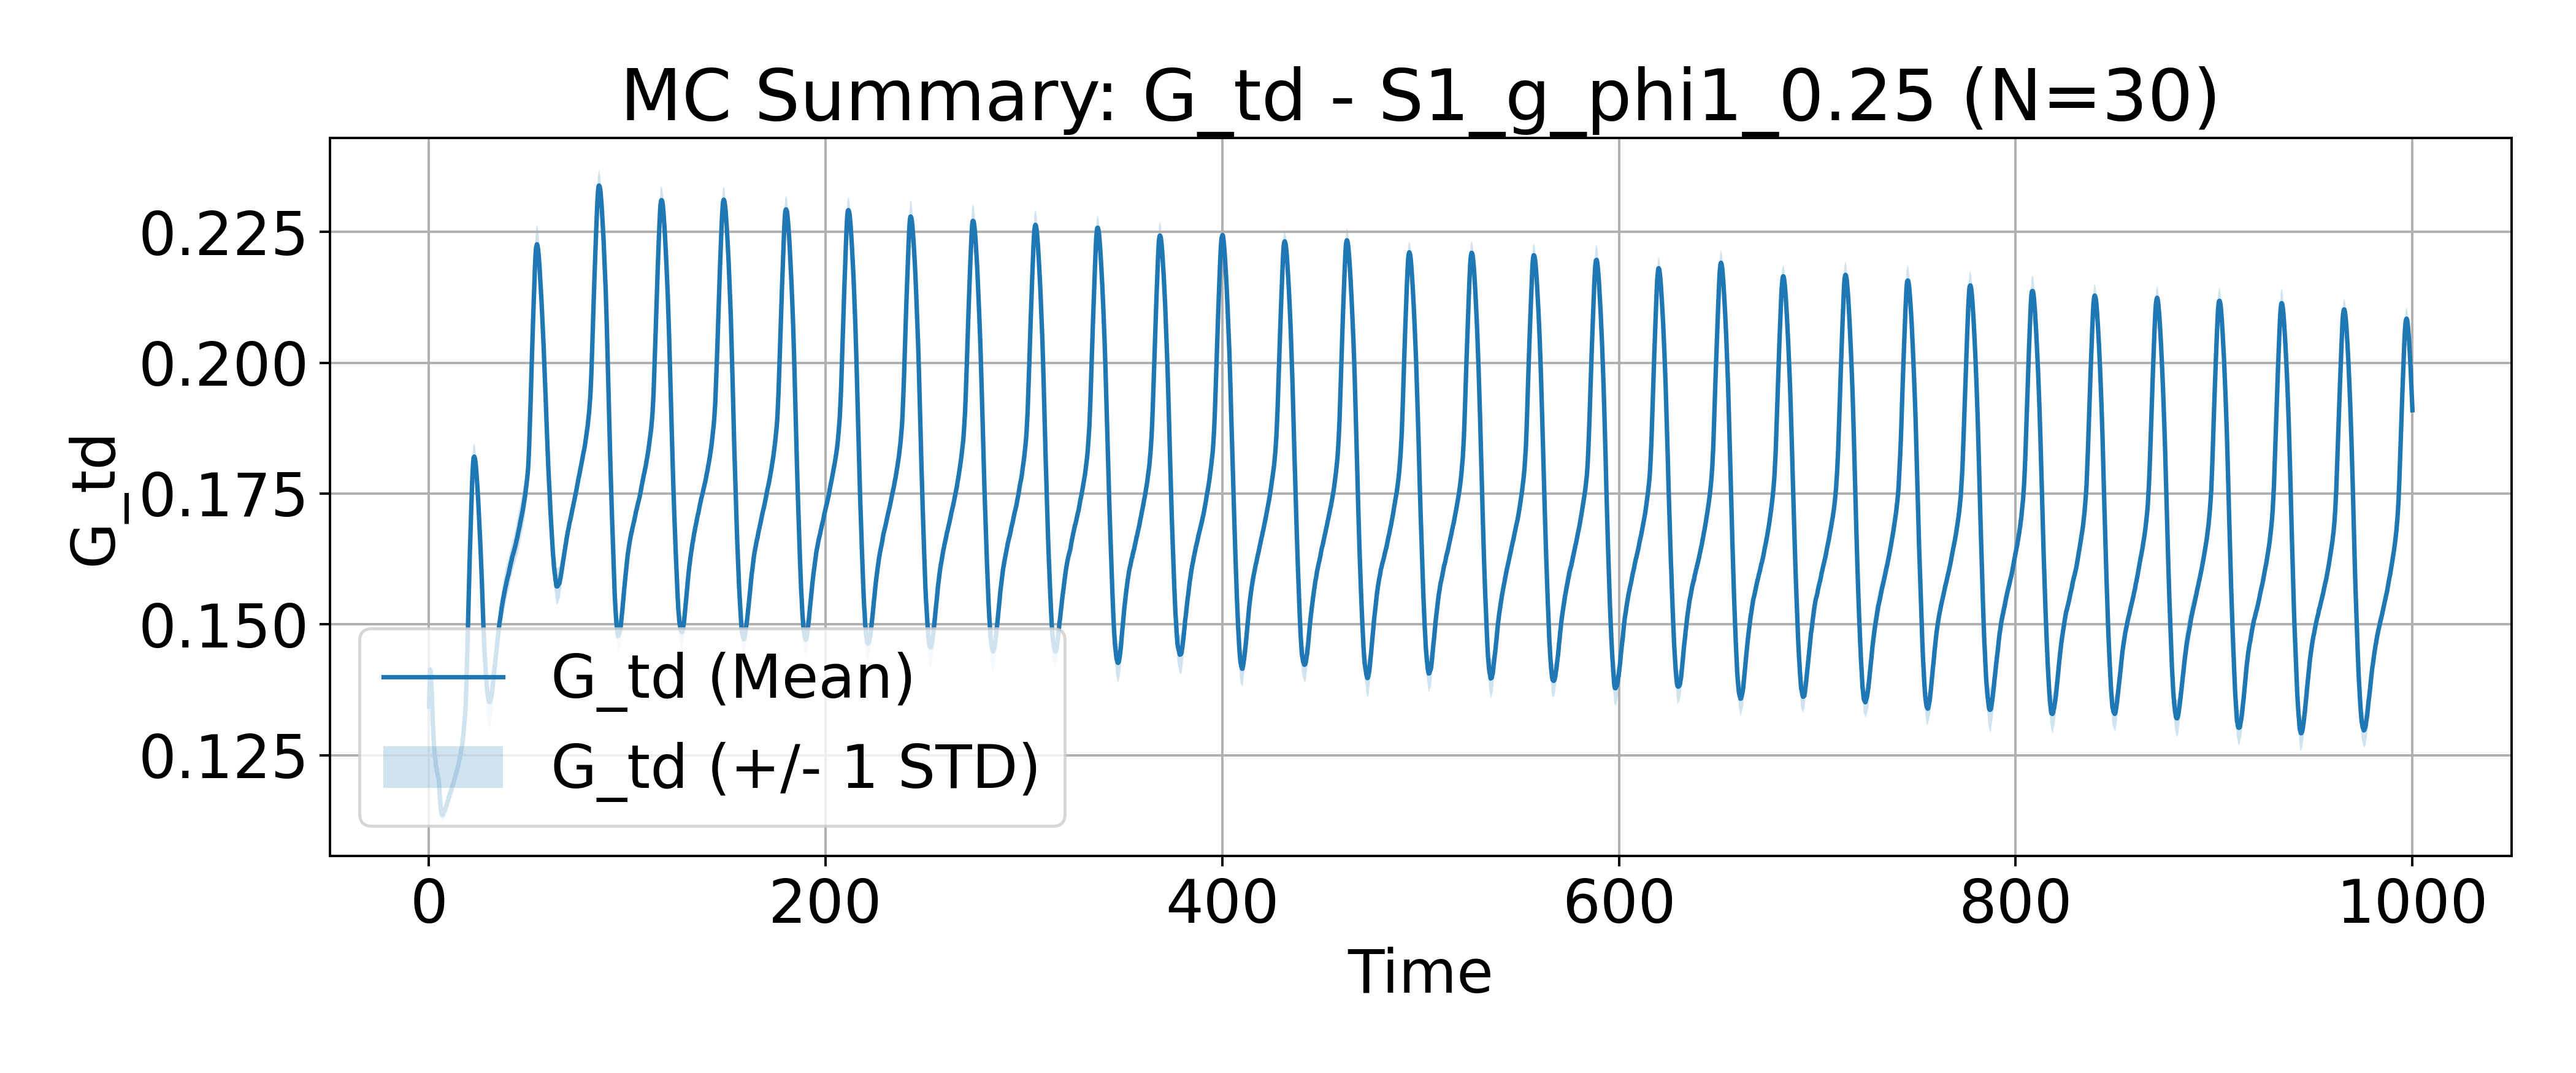 MC Summary: G_td - S1_g_phi1_0.25 (N=30)
G_td
0.225
0.200
0.175
0.150
0.125
G_td (Mean)
G_td (+/- 1 STD)
0 200 400 600 800 1000
Time